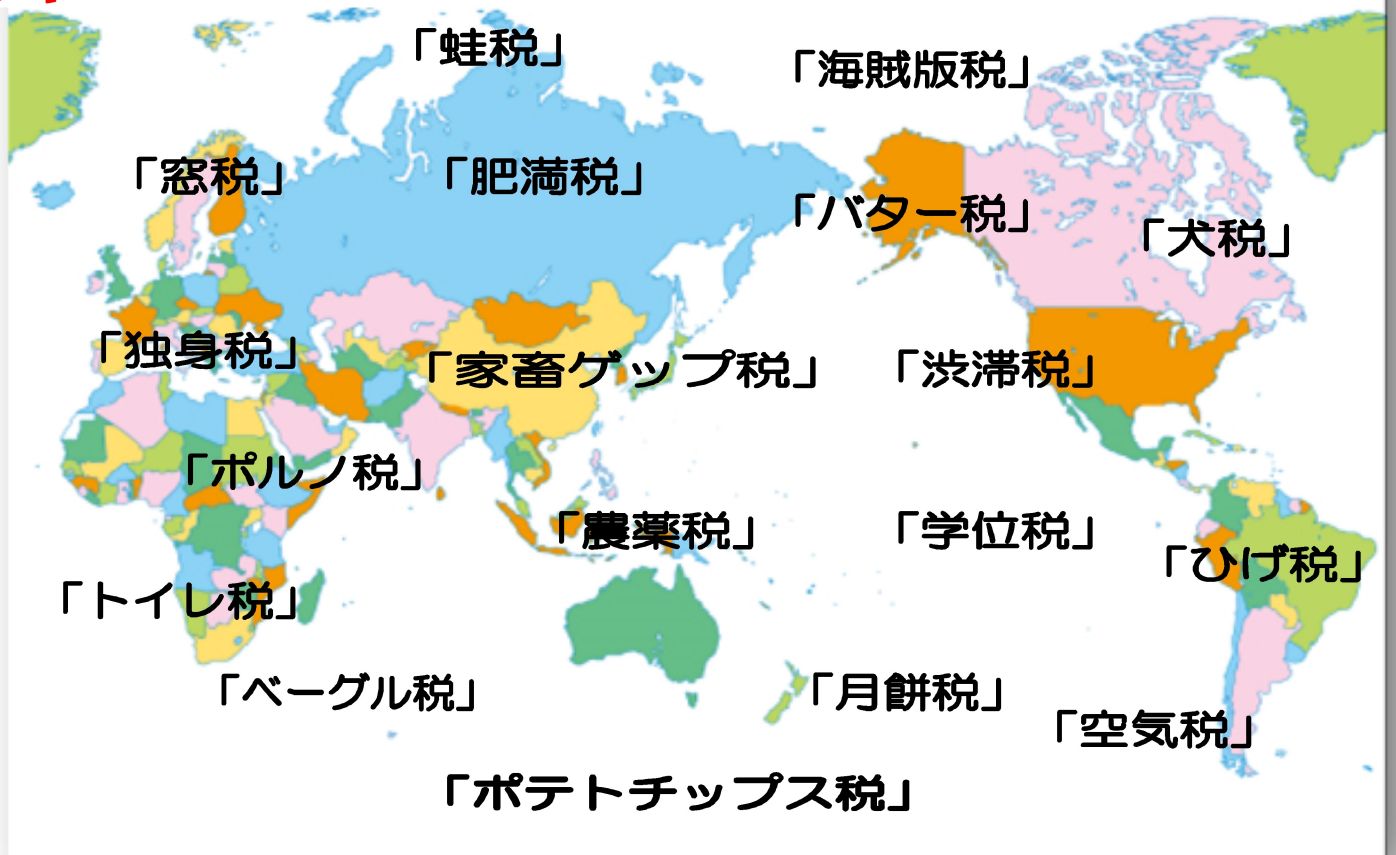 「蛙税」
「海賊版税」
「窓税」
「肥満税」
「バター税」
「犬税」
「独身税」
「家畜ゲップ税」
「渋滞税」
「ポルノ税」
「農薬税」
「学位税」
「ひげ税」
「トイレ税」
「ベーグル税」
「月餅税」
「空気税」
「ポテトチップス税」